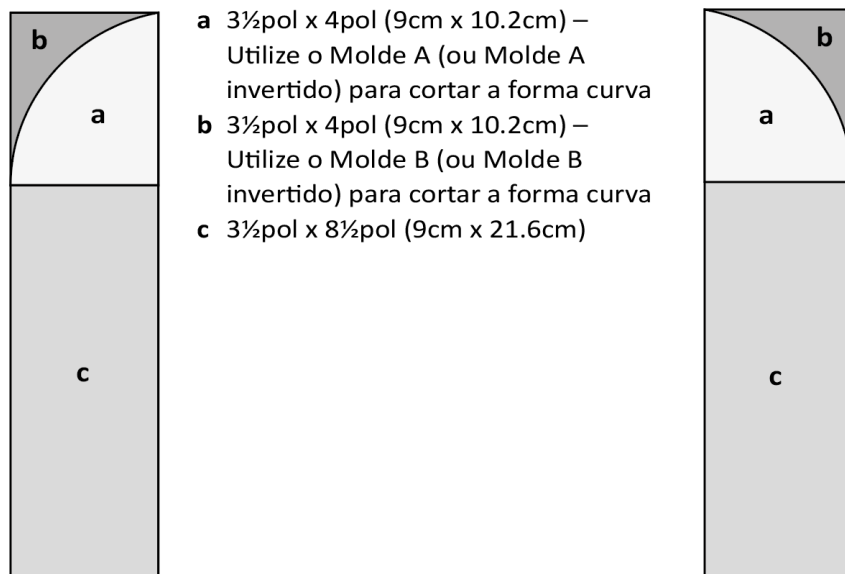 b
a
c
a 3½pol x 4pol (9cm x 10.2cm) –
Utilize o Molde A (ou Molde A
invertido) para cortar a forma curva
b 3½pol x 4pol (9cm x 10.2cm) –
Utilize o Molde B (ou Molde B
invertido) para cortar a forma curva
c 3½pol x 8½pol (9cm x 21.6cm)
b
a
c